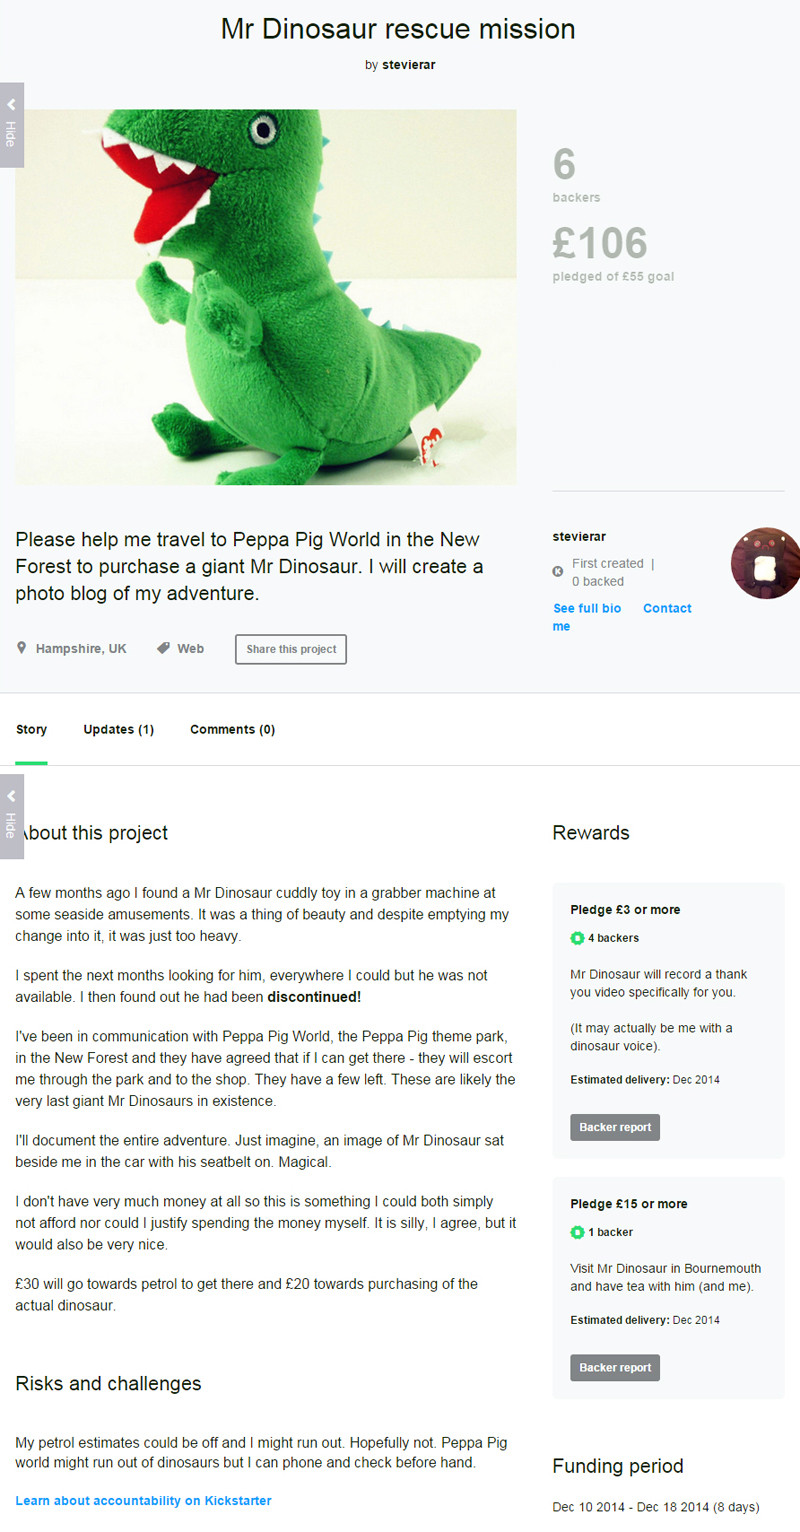 Mr Dinosaur rescue mission
by stevierar
Hide
6
backers
£106
pledged of £55 goal
Please help me travel to Peppa Pig World in the New
Forest to purchase a giant Mr Dinosaur. I will create a
photo blog of my adventure.
Hampshire, UK
Web
Share this project
stevierar
First created |
0 backed
See full bio Contact
me
Story Updates (1) Comments (0)
Hide
About this project
A few months ago I found a Mr Dinosaur cuddly toy in a grabber machine at
some seaside amusements. It was a thing of beauty and despite emptying my
change into it, it was just too heavy.
I spent the next months looking for him, everywhere I could but he was not
available. I then found out he had been discontinued!
I've been in communication with Peppa Pig World, the Peppa Pig theme park,
in the New Forest and they have agreed that if I can get there - they will escort
me through the park and to the shop. They have a few left. These are likely the
very last giant Mr Dinosaurs in existence.
I'll document the entire adventure. Just imagine, an image of Mr Dinosaur sat
beside me in the car with his seatbelt on. Magical.
I don't have very much money at all so this is something I could both simply
not afford nor could I justify spending the money myself. It is silly, I agree, but it
would also be very nice.
£30 will go towards petrol to get there and £20 towards purchasing of the
actual dinosaur.
Risks and challenges
My petrol estimates could be off and I might run out. Hopefully not. Peppa Pig
world might run out of dinosaurs but I can phone and check before hand.
Learn about accountability on Kickstarter
Rewards
Pledge £3 or more
4 backers
Mr Dinosaur will record a thank
you video specifically for you.
(It may actually be me with a
dinosaur voice).
Estimated delivery: Dec 2014
Backer report
Pledge £15 or more
1 backer
Visit Mr Dinosaur in Bournemouth
and have tea with him (and me).
Estimated delivery: Dec 2014
Backer report
Funding period
Dec 10 2014 - Dec 18 2014 (8 days)